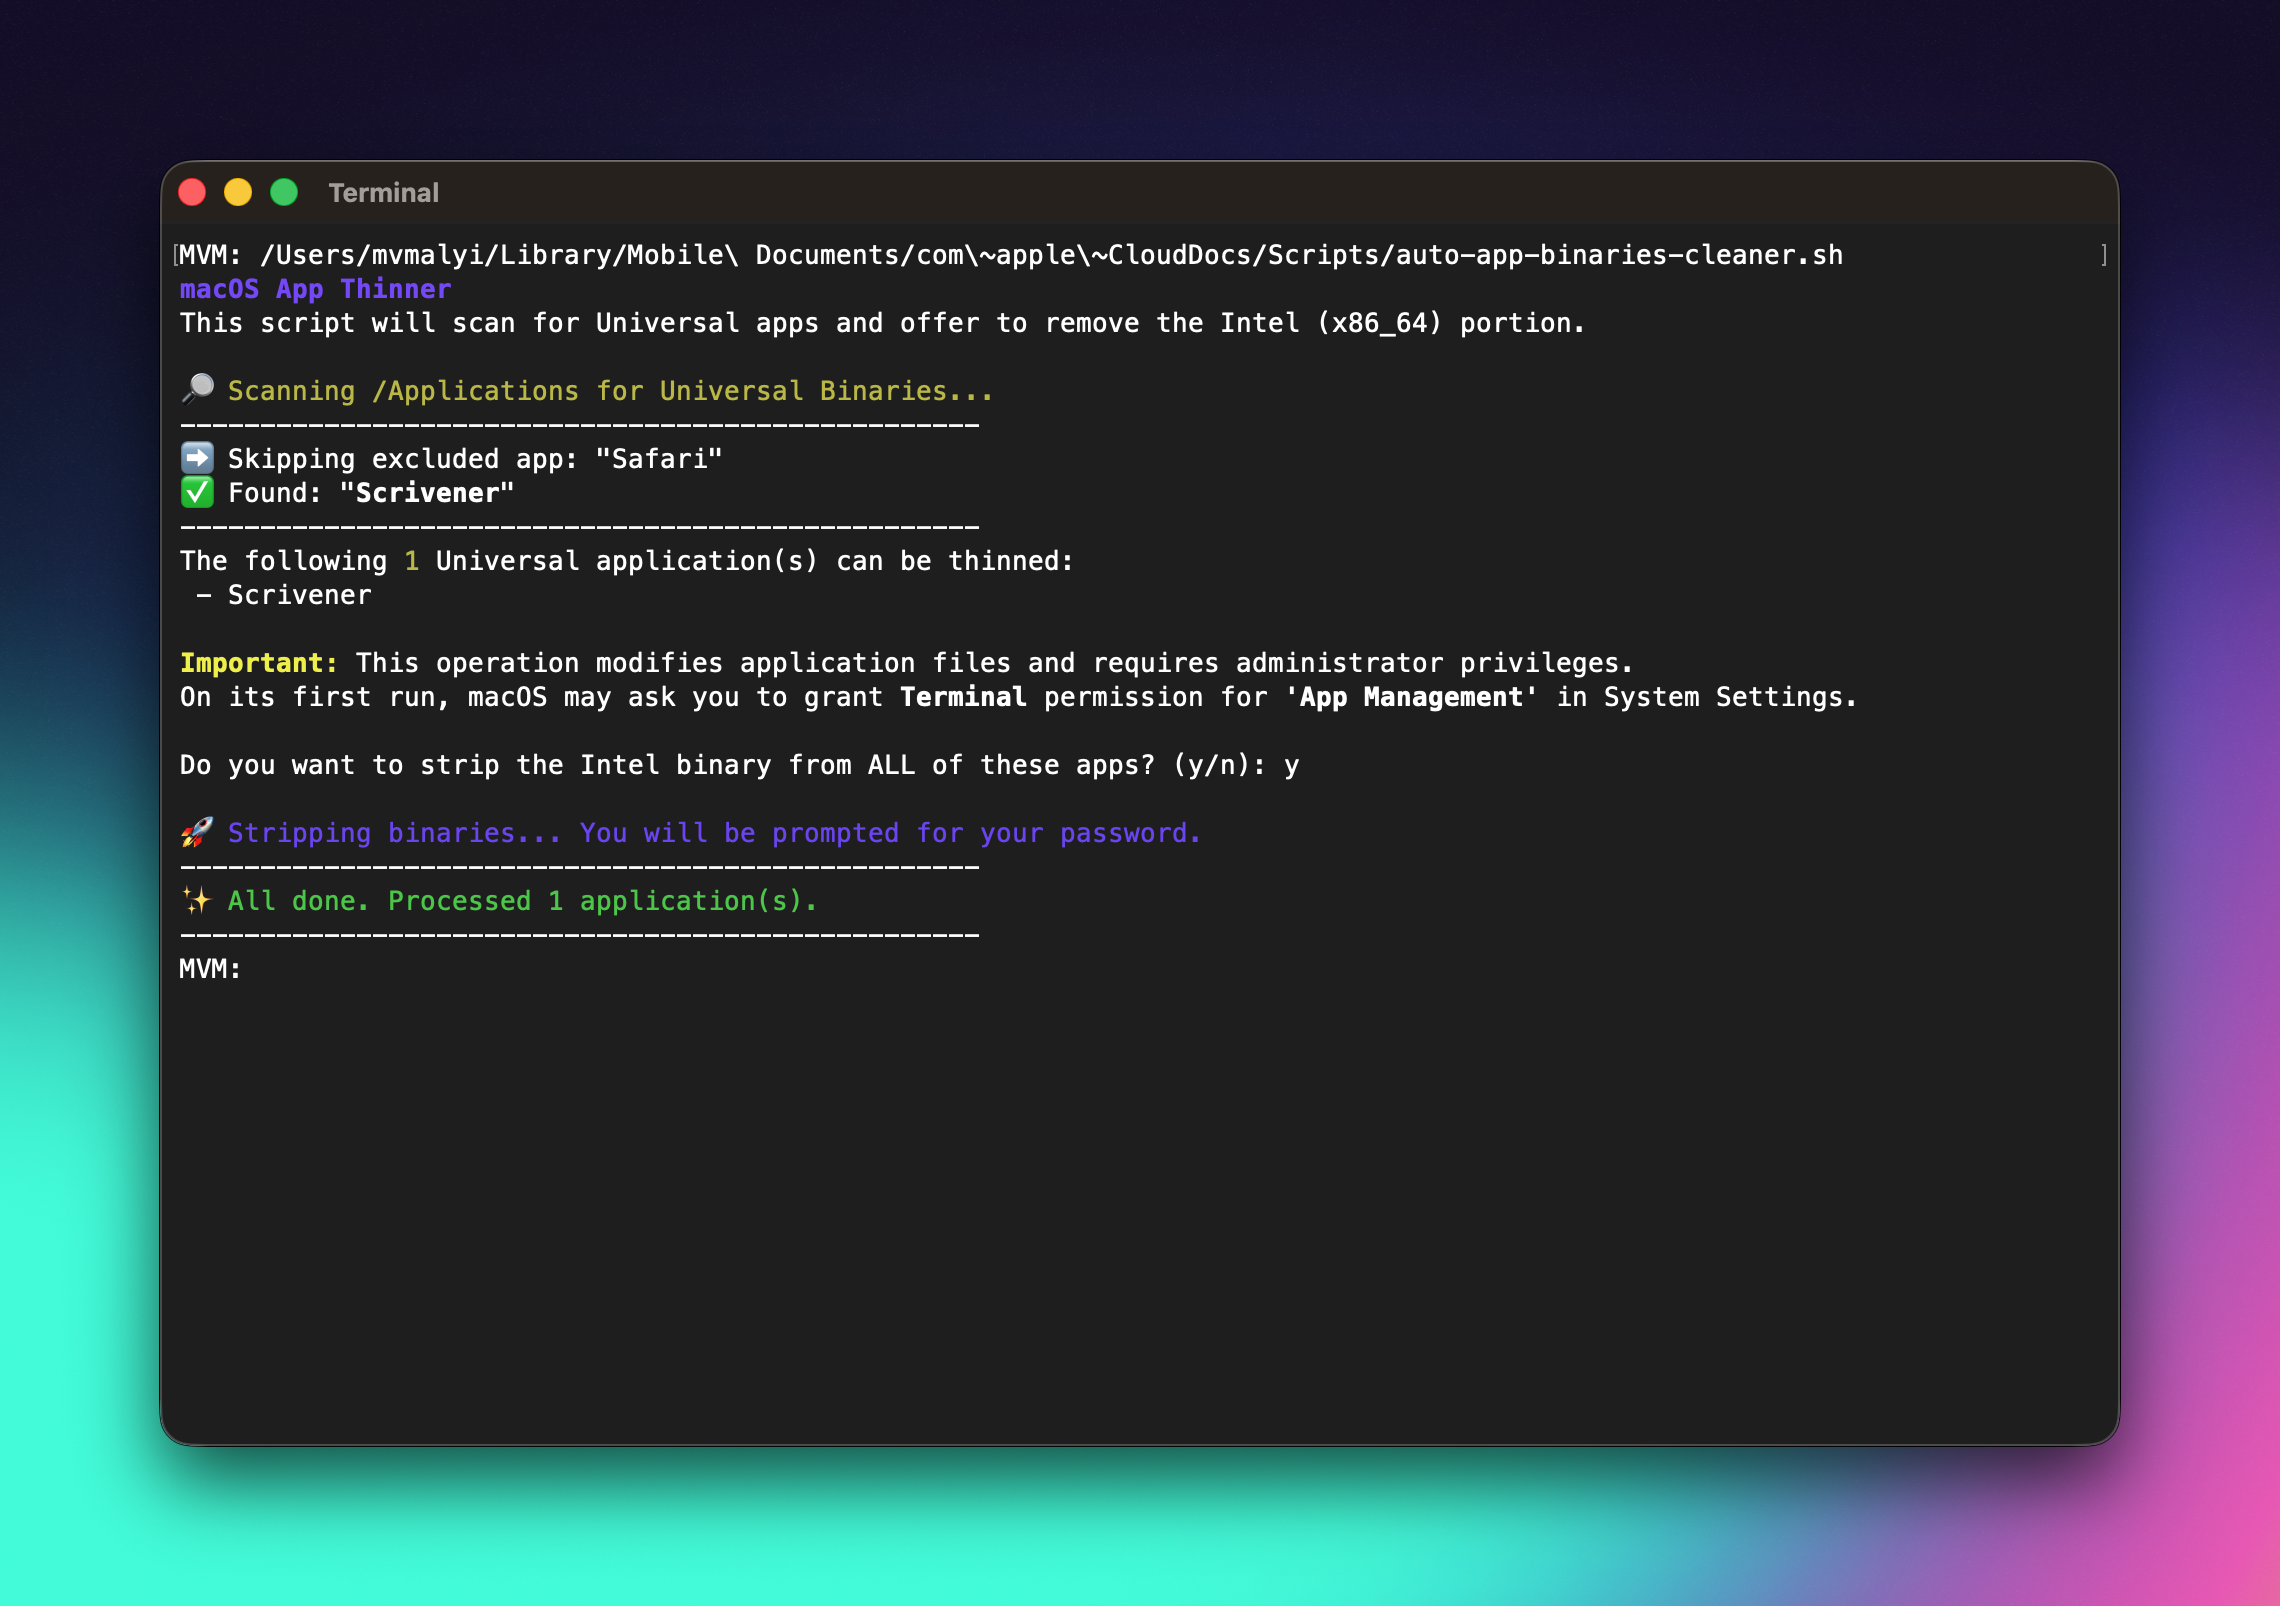 Terminal
[MVM: /Users/mvmalyi/Library/Mobile\ Documents/com\~apple\~CloudDocs/Scripts/auto-app-binaries-cleaner.sh ]
macOS App Thinner
This script will scan for Universal apps and offer to remove the Intel (x86_64) portion.
🔎 Scanning /Applications for Universal Binaries...
--------------------------------------------------
➡️ Skipping excluded app: "Safari"
✅ Found: "Scrivener"
--------------------------------------------------
The following 1 Universal application(s) can be thinned:
- Scrivener
Important: This operation modifies application files and requires administrator privileges.
On its first run, macOS may ask you to grant Terminal permission for 'App Management' in System Settings.
Do you want to strip the Intel binary from ALL of these apps? (y/n): y
🚀 Stripping binaries... You will be prompted for your password.
--------------------------------------------------
✨ All done. Processed 1 application(s).
--------------------------------------------------
MVM: